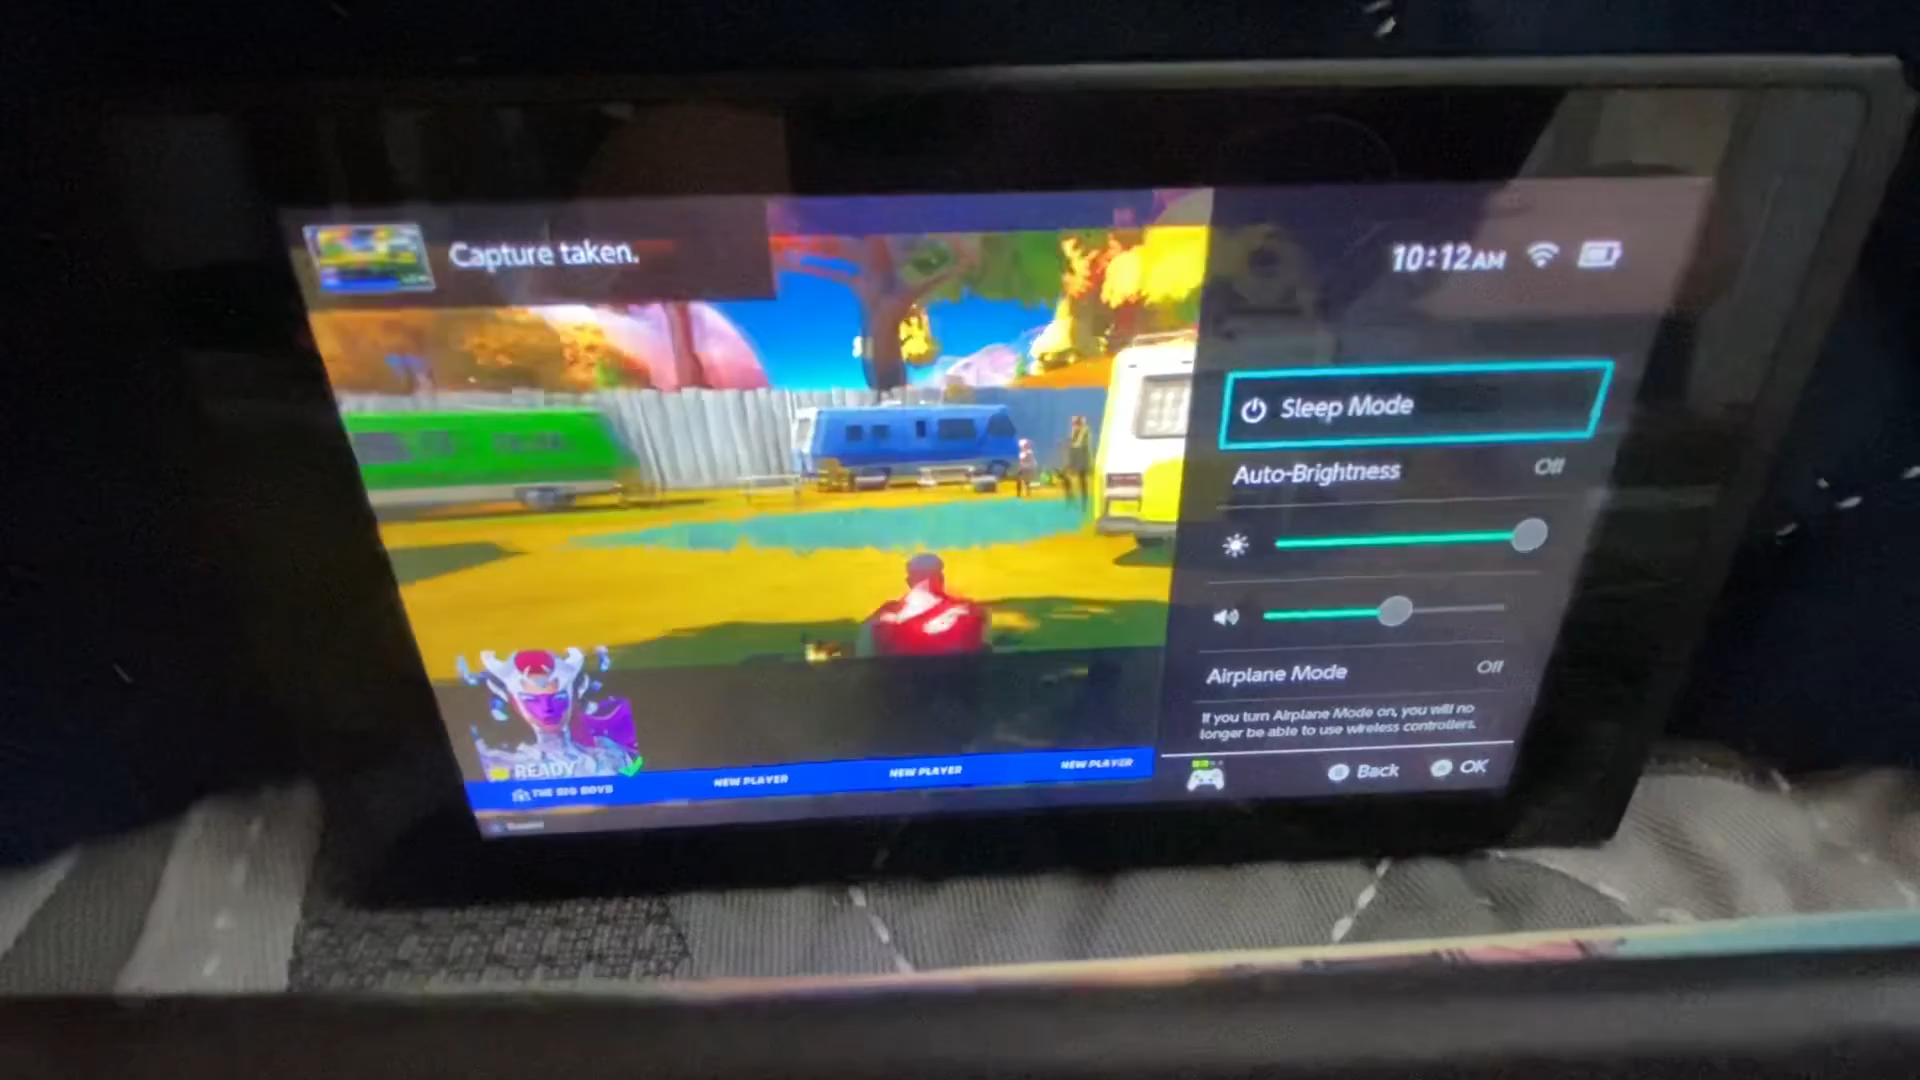 Capture taken.
10:12AM
Sleep Mode
Auto-Brightness Off
Airplane Mode Off
If you turn Airplane Mode on, you will no
longer be able to use wireless controllers.
Back OK
READY
THE BIG BOYS
NEW PLAYER
NEW PLAYER
NEW PLAYER